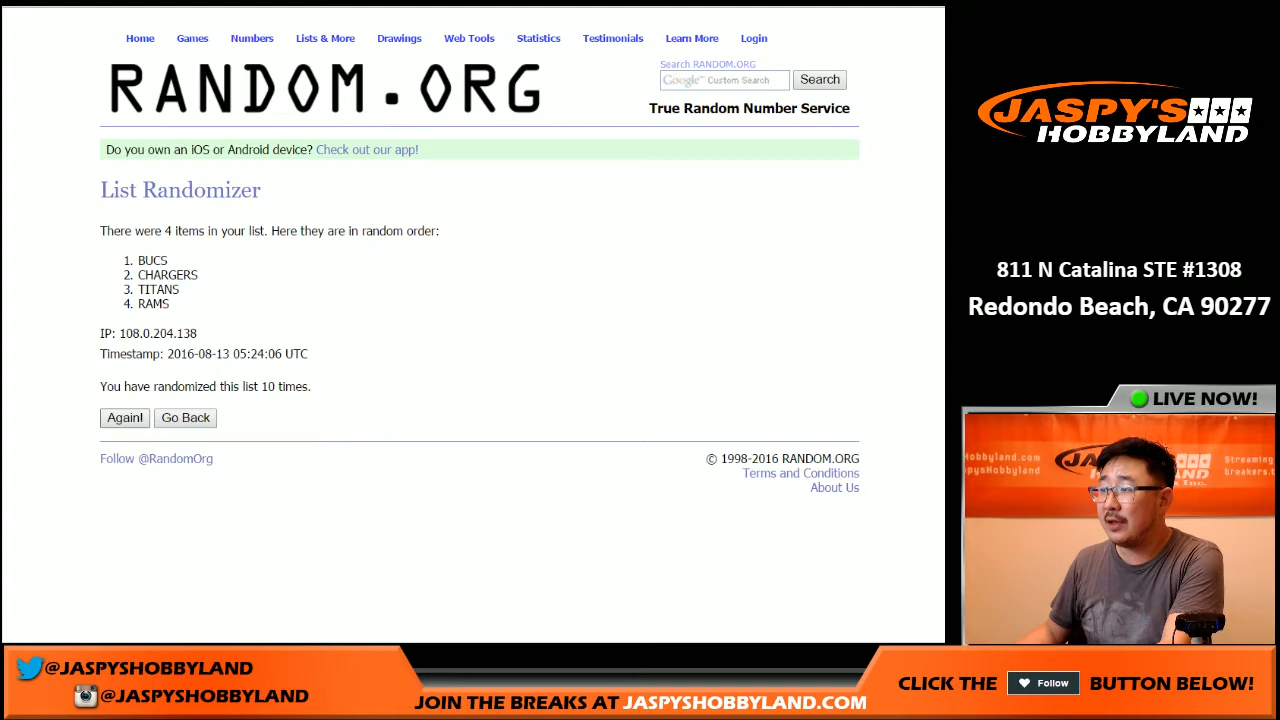 Home Games Numbers Lists & More Drawings Web Tools Statistics Testimonials Learn More Login
RANDOM.ORG
Search RANDOM.ORG
Google™ Custom Search Search
True Random Number Service
Do you own an iOS or Android device? Check out our app!
List Randomizer
There were 4 items in your list. Here they are in random order:
1. BUCS
2. CHARGERS
3. TITANS
4. RAMS
IP: 108.0.204.138
Timestamp: 2016-08-13 05:24:06 UTC
You have randomized this list 10 times.
Again! Go Back
Follow @RandomOrg
© 1998-2016 RANDOM.ORG
Terms and Conditions
About Us
JASPY'S
HOBBYLAND
811 N Catalina STE #1308
Redondo Beach, CA 90277
LIVE NOW!
Streaming
@JASPYSHOBBYLAND
@JASPYSHOBBYLAND
JOIN THE BREAKS AT JASPYSHOBBYLAND.COM
CLICK THE Follow BUTTON BELOW!